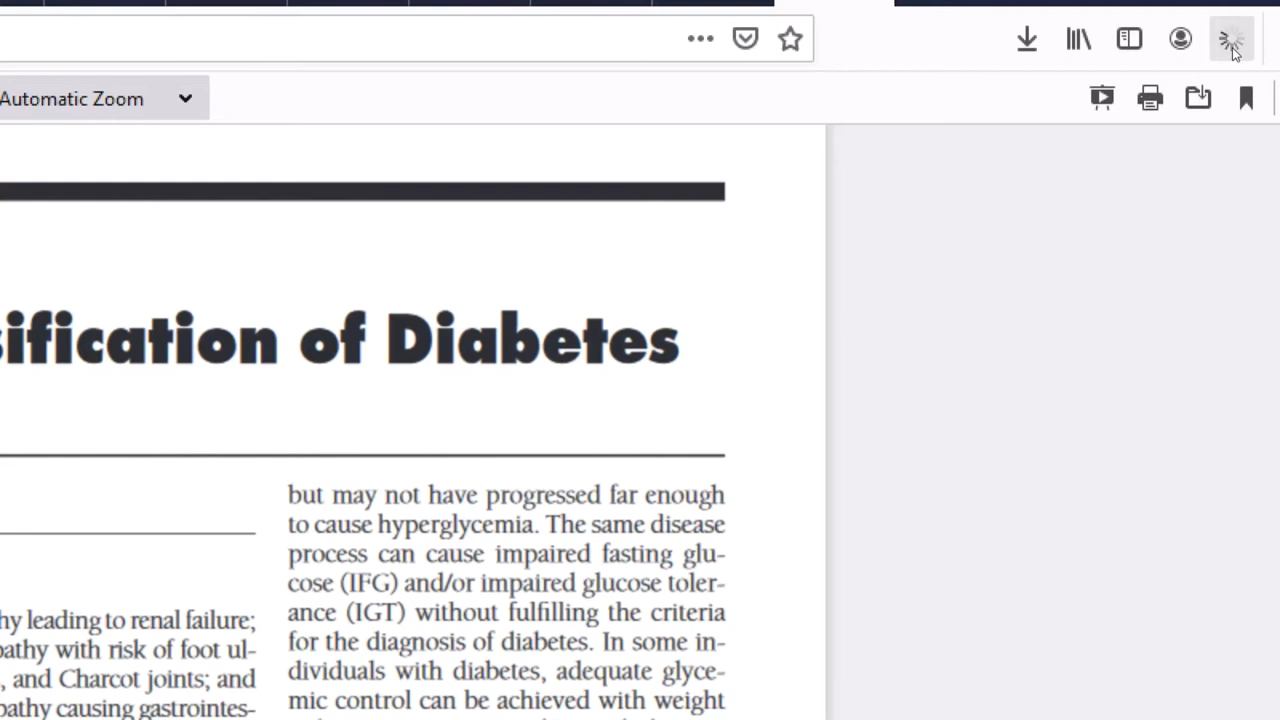 Automatic Zoom
sification of Diabetes
hy leading to renal failure;
pathy with risk of foot ul-
, and Charcot joints; and
pathy causing gastrointes-
but may not have progressed far enough
to cause hyperglycemia. The same disease
process can cause impaired fasting glu-
cose (IFG) and/or impaired glucose toler-
ance (IGT) without fulfilling the criteria
for the diagnosis of diabetes. In some in-
dividuals with diabetes, adequate glyce-
mic control can be achieved with weight